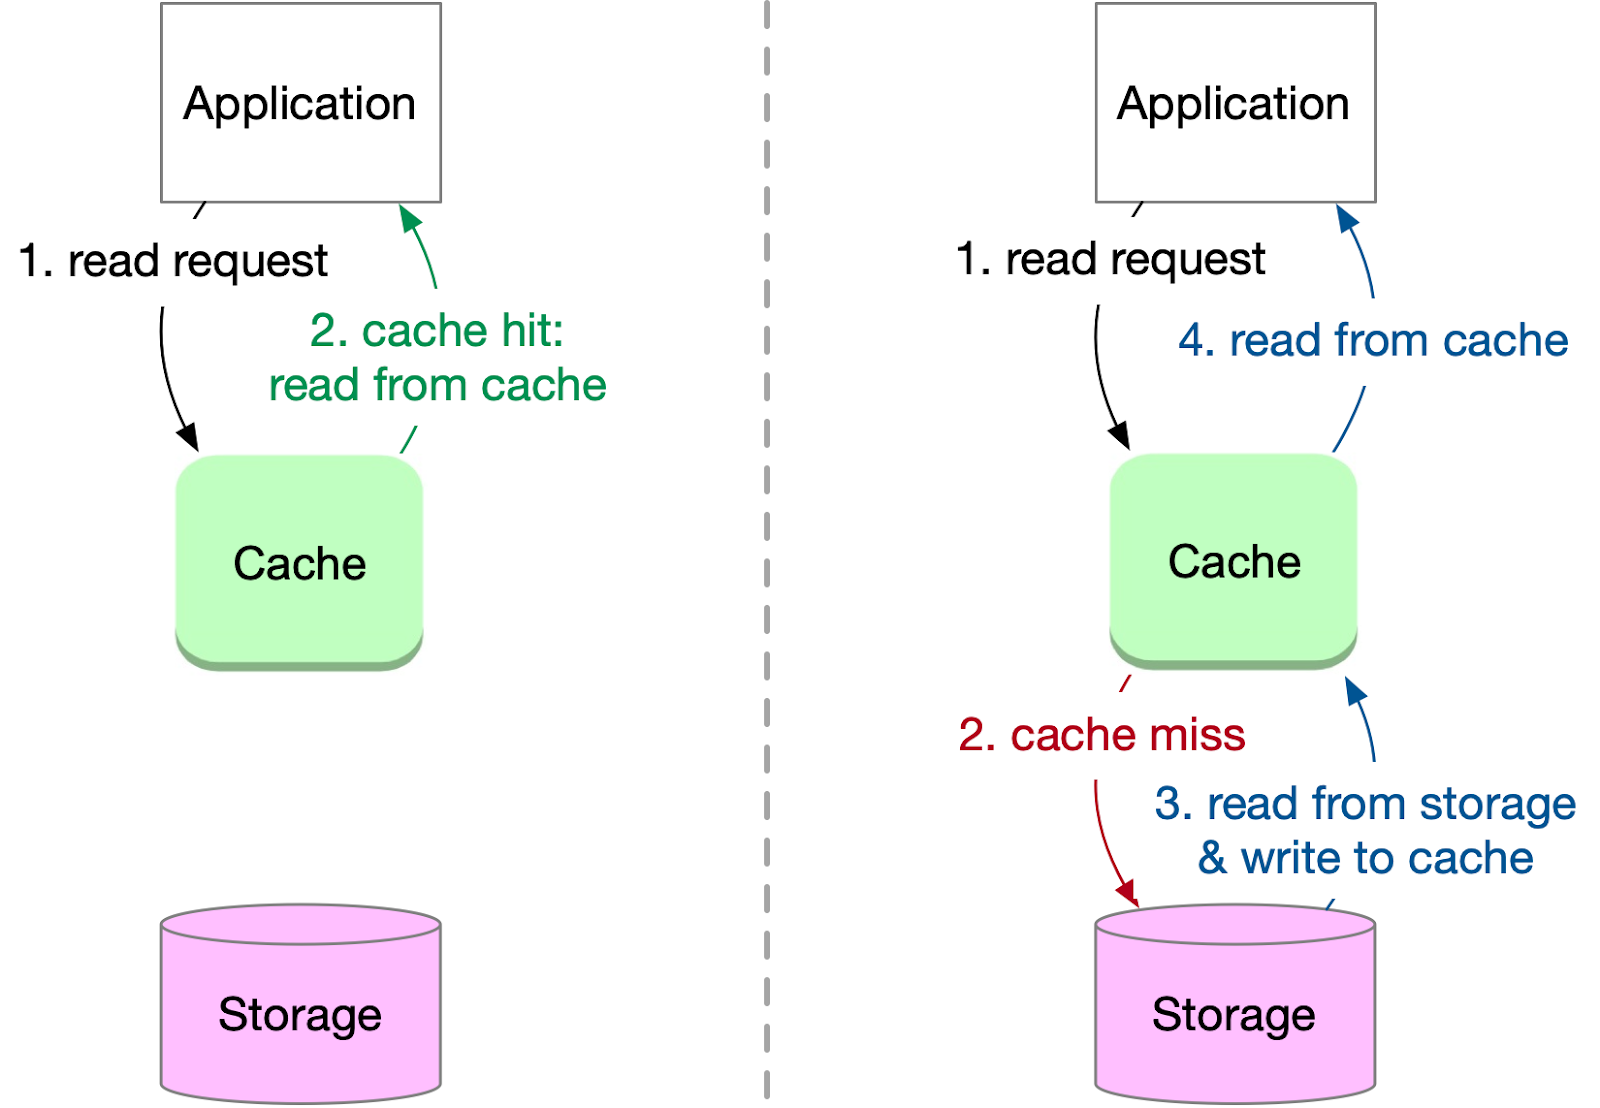 Application
1. read request
2. cache hit:
read from cache
Cache
Storage
Application
1. read request
4. read from cache
Cache
2. cache miss
3. read from storage
& write to cache
Storage